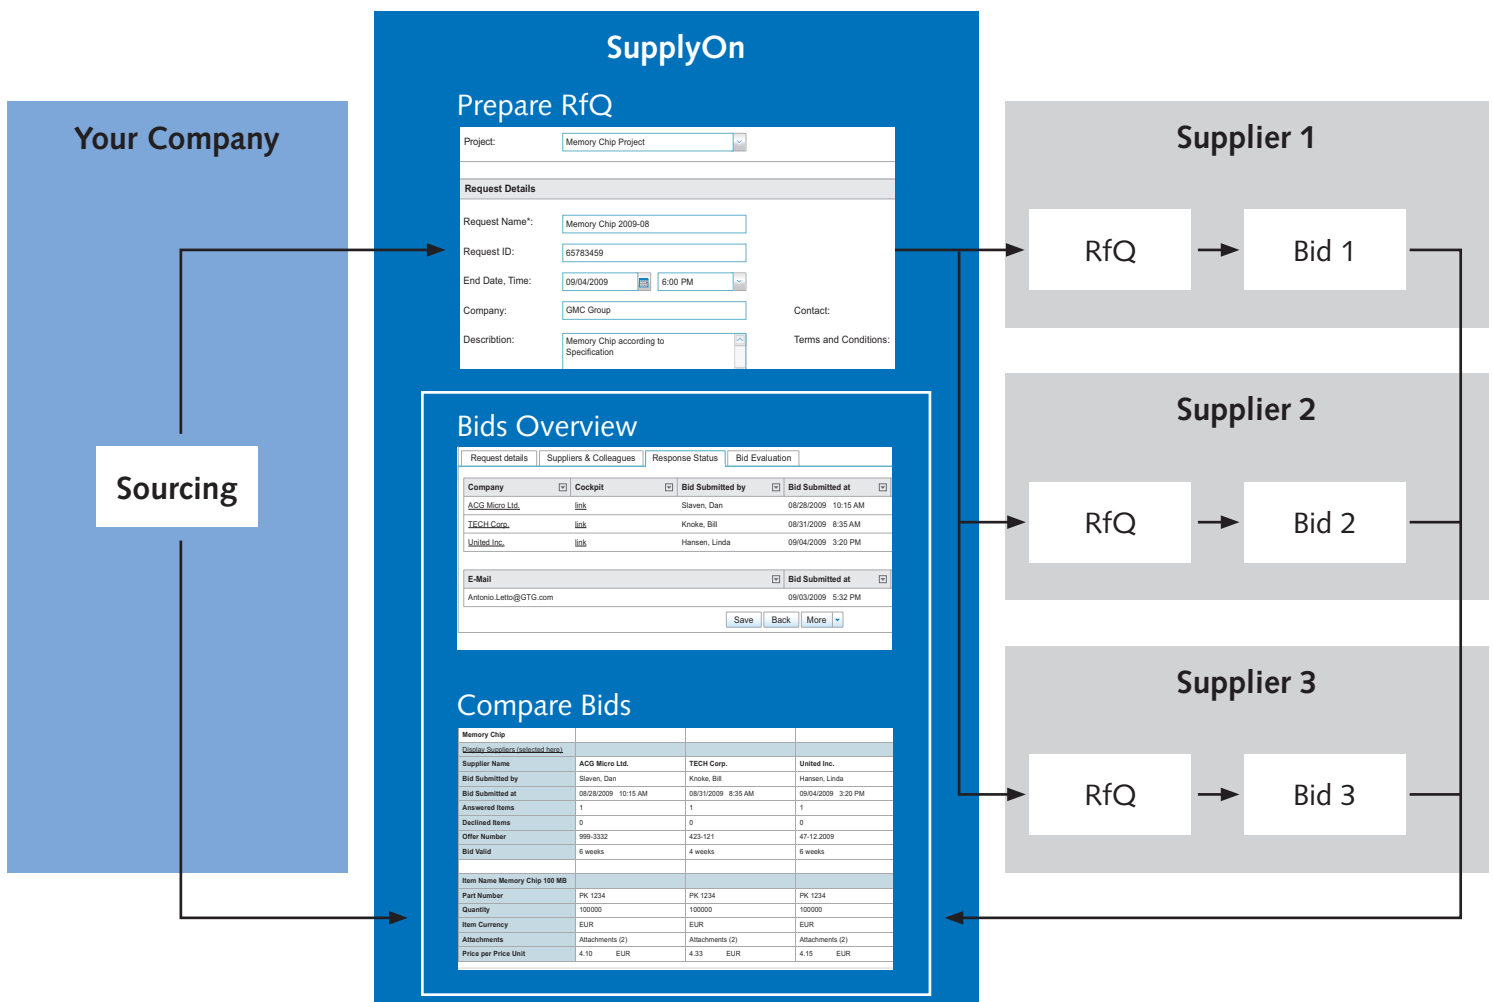 SupplyOn
Your Company
Sourcing
Prepare RfQ
Project: Memory Chip Project
Request Details
Request Name*: Memory Chip 2009-08
Request ID: 65783459
End Date, Time: 09/04/2009 6:00 PM
Company: GMC Group Contact:
Describtion: Memory Chip according to Terms and Conditions:
Specification
Bids Overview
Request details Suppliers & Colleagues Response Status Bid Evaluation
Company Cockpit Bid Submitted by Bid Submitted at
ACG Micro Ltd. link Slaven, Dan 08/28/2009 10:15 AM
TECH Corp. link Knoke, Bill 08/31/2009 8:35 AM
United Inc. link Hansen, Linda 09/04/2009 3:20 PM
E-Mail Bid Submitted at
Antonio.Letto@GTG.com 09/03/2009 5:32 PM
Save Back More
Compare Bids
Memory Chip
Display Suppliers (selected here)
Supplier Name ACG Micro Ltd. TECH Corp. United Inc.
Bid Submitted by Slaven, Dan Knoke, Bill Hansen, Linda
Bid Submitted at 08/28/2009 10:15 AM 08/31/2009 8:35 AM 09/04/2009 3:20 PM
Answered Items 1 1 1
Declined Items 0 0 0
Offer Number 999-3332 423-121 47-12.2009
Bid Valid 6 weeks 4 weeks 6 weeks
Item Name Memory Chip 100 MB
Part Number PK 1234 PK 1234 PK 1234
Quantity 100000 100000 100000
Item Currency EUR EUR EUR
Attachments Attachments (2) Attachments (2) Attachments (2)
Price per Price Unit 4.10 EUR 4.33 EUR 4.15 EUR
Supplier 1
RfQ Bid 1
Supplier 2
RfQ Bid 2
Supplier 3
RfQ Bid 3